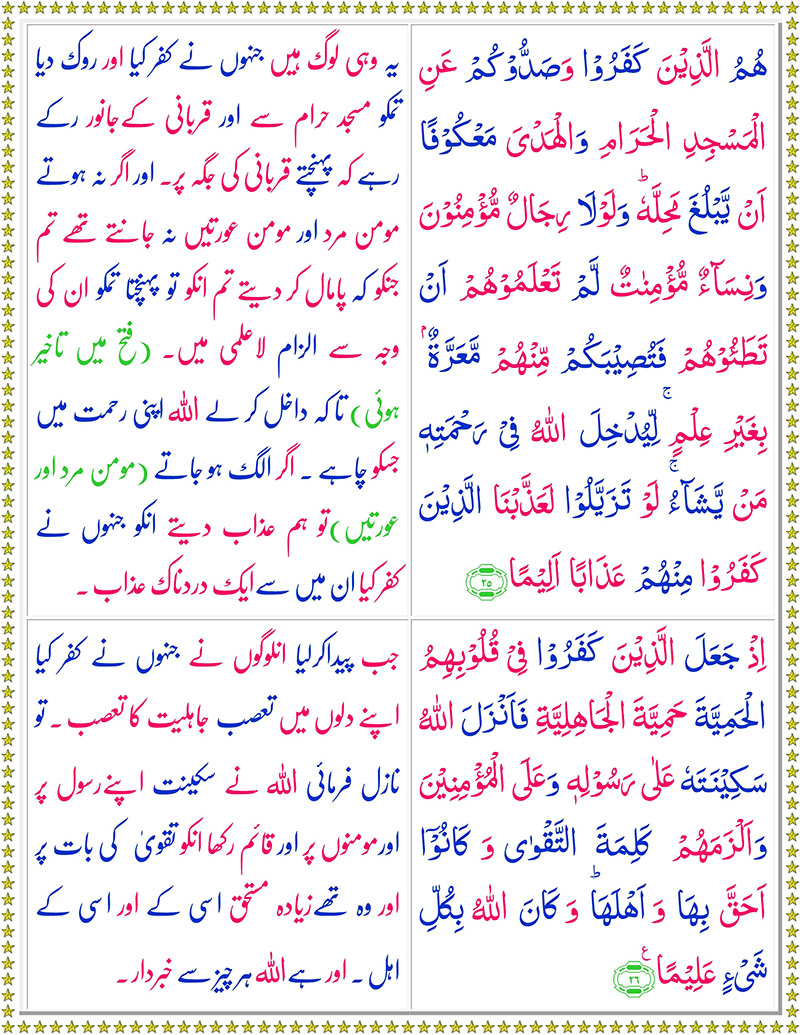 هُمُ الَّذِيْنَ كَفَرُوْا وَصَدُّوْكُمْ عَنِ
الْمَسْجِدِ الْحَرَامِ وَالْهَدْىَ مَعْكُوْفًا
اَنْ يَّبْلُغَ مَحِلَّهٗ ؕ وَلَوْلَا رِجَالٌ مُّؤْمِنُوْنَ
وَنِسَآءٌ مُّؤْمِنٰتٌ لَّمْ تَعْلَمُوْهُمْ اَنْ
تَطَــُٔوْهُمْ فَتُصِيْبَكُمْ مِّنْهُمْ مَّعَرَّةٌۢ
بِغَيْرِ عِلْمٍ ۚ لِيُدْخِلَ اللّٰهُ فِىْ رَحْمَتِهٖ
مَنْ يَّشَآءُ ۚ لَوْ تَزَيَّلُوْا لَعَذَّبْنَا الَّذِيْنَ
كَفَرُوْا مِنْهُمْ عَذَابًا اَلِيْمًا ۲۵
یہ وہی لوگ ہیں جنہوں نے کفر کیا اور روک دیا
تمکو مسجد حرام سے اور قربانی کے جانور رکے
رہے کہ پہنچتے قربانی کی جگہ پر۔ اور اگر نہ ہوتے
مومن مرد اور مومن عورتیں نہ جانتے تھے تم
جنکو کہ پامال کر دیتے تم انکو تو پہنچتا تمکو ان کی
وجہ سے الزام لاعلمی میں۔ (فتح میں تاخیر
ہوئی) تاکہ داخل کر لے اللہ اپنی رحمت میں
جسکو چاہے ۔ اگر الگ ہو جاتے (مومن مرد اور
عورتیں) تو ہم عذاب دیتے انکو جنہوں نے
کفر کیا ان میں سے ایک دردناک عذاب ۔
اِذْ جَعَلَ الَّذِيْنَ كَفَرُوْا فِىْ قُلُوْبِهِمُ
الْحَمِيَّةَ حَمِيَّةَ الْجَاهِلِيَّةِ فَاَنْزَلَ اللّٰهُ
سَكِيْنَتَهٗ عَلٰى رَسُوْلِهٖ وَعَلَى الْمُؤْمِنِيْنَ
وَاَلْزَمَهُمْ كَلِمَةَ التَّقْوٰى وَ كَانُوْۤا
اَحَقَّ بِهَا وَ اَهْلَهَا ؕ وَ كَانَ اللّٰهُ بِكُلِّ
شَىْءٍ عَلِيْمًا ع ۲۶
جب پیدا کرلیا انلوگوں نے جنہوں نے کفر کیا
اپنے دلوں میں تعصب جاہلیت کا تعصب ۔ تو
نازل فرمائی اللہ نے سکینت اپنے رسول پر
اور مومنوں پر اور قائم رکھا انکو تقویٰ کی بات پر
اور وہ تھے زیادہ مستحق اسی کے اور اسی کے
اہل ۔ اور ہے اللہ ہر چیز سے خبردار ۔